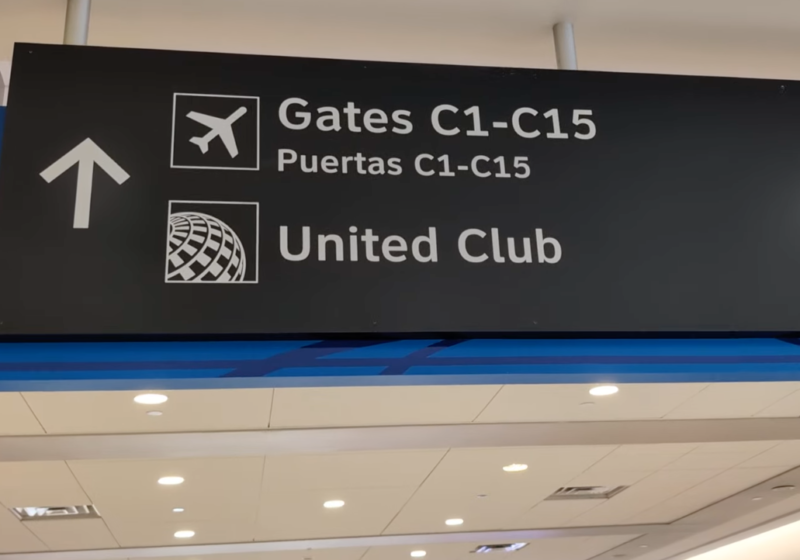 Gates C1-C15
Puertas C1-C15
United Club